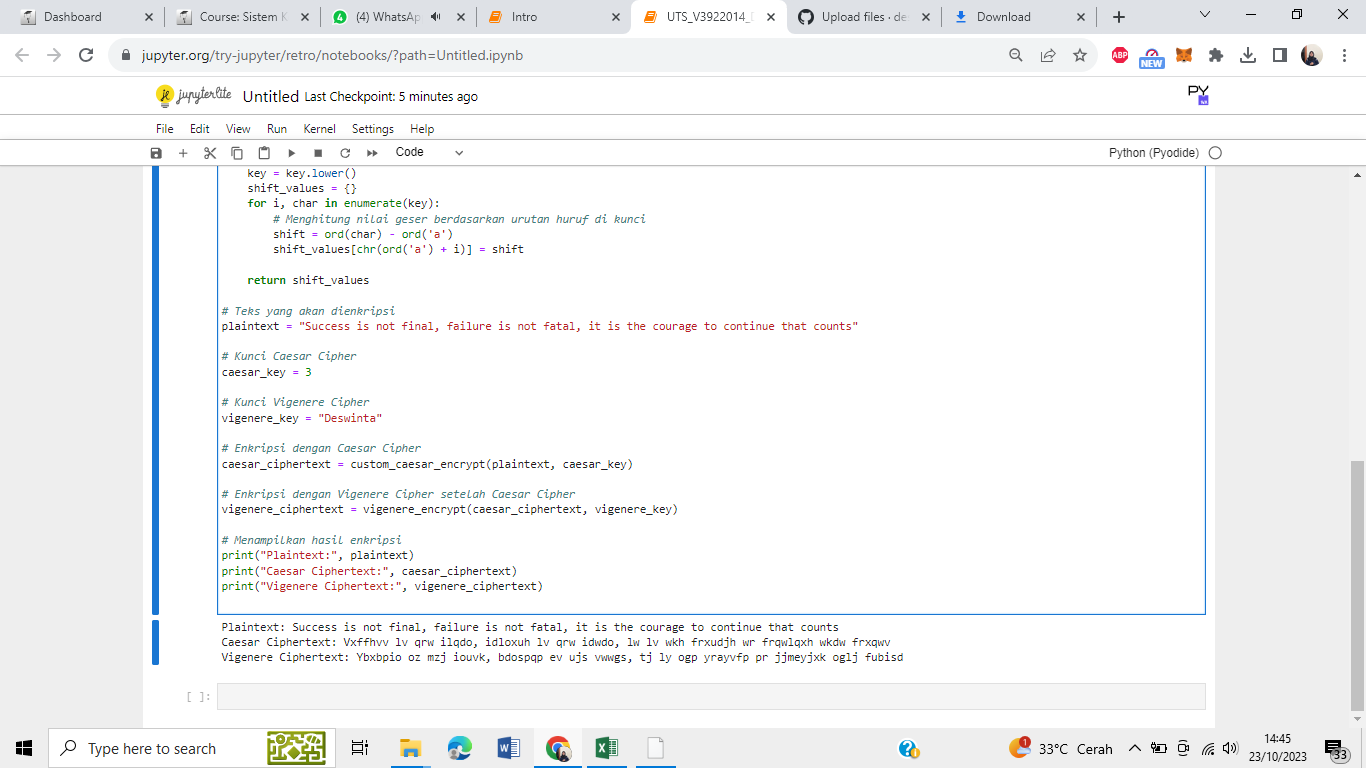 Dashboard
Course: Sistem K
(4) WhatsAp
Intro
UTS_V3922014_D
Upload files · de
Download
jupyter.org/try-jupyter/retro/notebooks/?path=Untitled.ipynb
ABP
NEW
jupyterlite Untitled Last Checkpoint: 5 minutes ago
PY
File Edit View Run Kernel Settings Help
Code
Python (Pyodide)
key = key.lower()
shift_values = {}
for i, char in enumerate(key):
# Menghitung nilai geser berdasarkan urutan huruf di kunci
shift = ord(char) - ord('a')
shift_values[chr(ord('a') + i)] = shift
return shift_values
# Teks yang akan dienkripsi
plaintext = "Success is not final, failure is not fatal, it is the courage to continue that counts"
# Kunci Caesar Cipher
caesar_key = 3
# Kunci Vigenere Cipher
vigenere_key = "Deswinta"
# Enkripsi dengan Caesar Cipher
caesar_ciphertext = custom_caesar_encrypt(plaintext, caesar_key)
# Enkripsi dengan Vigenere Cipher setelah Caesar Cipher
vigenere_ciphertext = vigenere_encrypt(caesar_ciphertext, vigenere_key)
# Menampilkan hasil enkripsi
print("Plaintext:", plaintext)
print("Caesar Ciphertext:", caesar_ciphertext)
print("Vigenere Ciphertext:", vigenere_ciphertext)
Plaintext: Success is not final, failure is not fatal, it is the courage to continue that counts
Caesar Ciphertext: Vxffhvv lv qrw ilqdo, idloxuh lv qrw idwdo, lw lv wkh frxudjh wr frqwlqxh wkdw frxqwv
Vigenere Ciphertext: Ybxbpio oz mzj iouvk, bdospqp ev ujs vwwgs, tj ly ogp yrayvfp pr jjmeyjxk oglj fubisd
[ ]:
Type here to search
33°C Cerah
14:45
23/10/2023
33